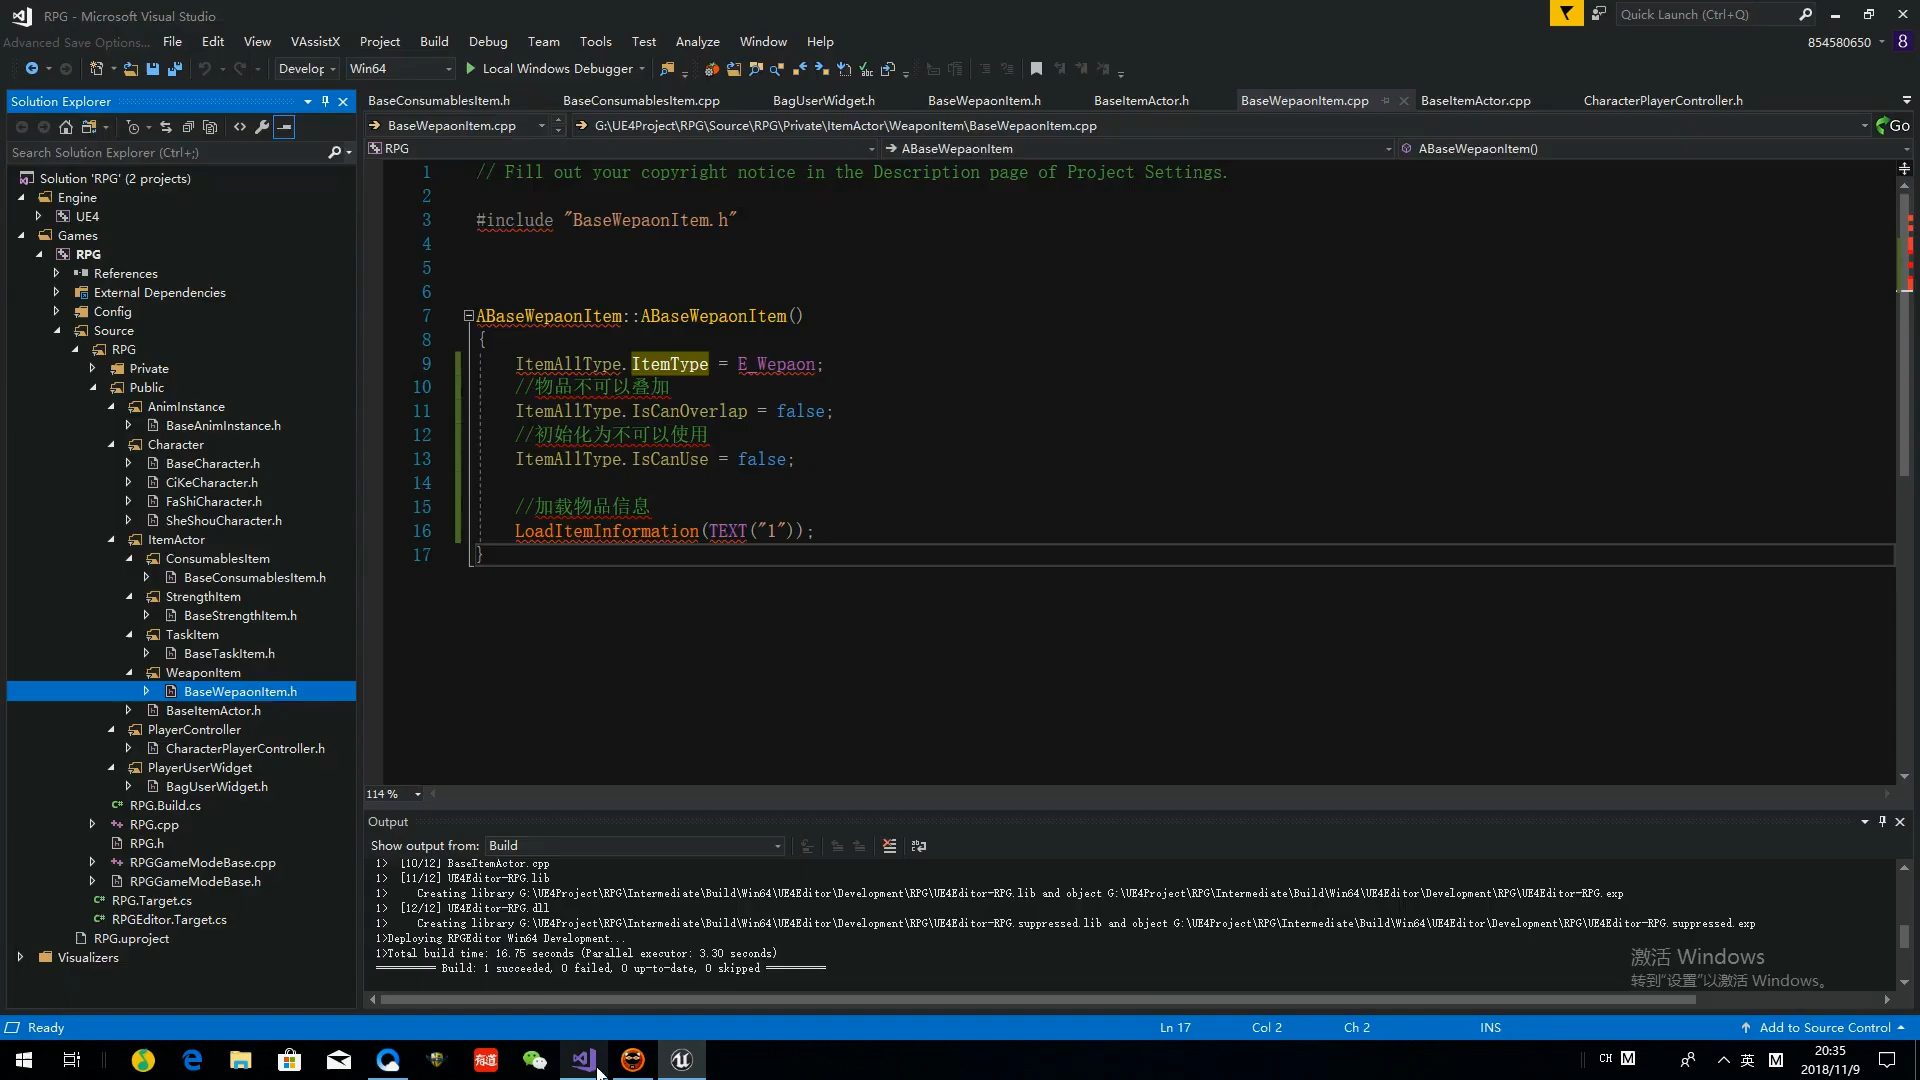 RPG - Microsoft Visual Studio
Quick Launch (Ctrl+Q)
Advanced Save Options...
File Edit View VAssistX Project Build Debug Team Tools Test Analyze Window Help
854580650
8
Develop Win64 Local Windows Debugger
Solution Explorer
BaseConsumablesItem.h BaseConsumablesItem.cpp BagUserWidget.h BaseWepaonItem.h BaseItemActor.h BaseWepaonItem.cpp BaseItemActor.cpp CharacterPlayerController.h
BaseWepaonItem.cpp G:\UE4Project\RPG\Source\RPG\Private\ItemActor\WeaponItem\BaseWepaonItem.cpp Go
RPG ABaseWepaonItem ABaseWepaonItem()
Search Solution Explorer (Ctrl+;)
Solution 'RPG' (2 projects)
Engine
UE4
Games
RPG
References
External Dependencies
Config
Source
RPG
Private
Public
AnimInstance
BaseAnimInstance.h
Character
BaseCharacter.h
CiKeCharacter.h
FaShiCharacter.h
SheShouCharacter.h
ItemActor
ConsumablesItem
BaseConsumablesItem.h
StrengthItem
BaseStrengthItem.h
TaskItem
BaseTaskItem.h
WeaponItem
BaseWepaonItem.h
BaseItemActor.h
PlayerController
CharacterPlayerController.h
PlayerUserWidget
BagUserWidget.h
RPG.Build.cs
RPG.cpp
RPG.h
RPGGameModeBase.cpp
RPGGameModeBase.h
RPG.Target.cs
RPGEditor.Target.cs
RPG.uproject
Visualizers
1 // Fill out your copyright notice in the Description page of Project Settings.
2
3 #include "BaseWepaonItem.h"
4
5
6
7 ABaseWepaonItem::ABaseWepaonItem()
8 {
9 ItemAllType.ItemType = E_Wepaon;
10 //物品不可以叠加
11 ItemAllType.IsCanOverlap = false;
12 //初始化为不可以使用
13 ItemAllType.IsCanUse = false;
14
15 //加载物品信息
16 LoadItemInformation(TEXT("1"));
17 }
114 %
Output
Show output from: Build
1> [10/12] BaseItemActor.cpp
1> [11/12] UE4Editor-RPG.lib
1> Creating library G:\UE4Project\RPG\Intermediate\Build\Win64\UE4Editor\Development\RPG\UE4Editor-RPG.lib and object G:\UE4Project\RPG\Intermediate\Build\Win64\UE4Editor\Development\RPG\UE4Editor-RPG.exp
1> [12/12] UE4Editor-RPG.dll
1> Creating library G:\UE4Project\RPG\Intermediate\Build\Win64\UE4Editor\Development\RPG\UE4Editor-RPG.suppressed.lib and object G:\UE4Project\RPG\Intermediate\Build\Win64\UE4Editor\Development\RPG\UE4Editor-RPG.suppressed.exp
1>Deploying RPGEditor Win64 Development...
1>Total build time: 16.75 seconds (Parallel executor: 3.30 seconds)
========== Build: 1 succeeded, 0 failed, 0 up-to-date, 0 skipped ==========
激活 Windows
转到"设置"以激活 Windows。
Ready Ln 17 Col 2 Ch 2 INS Add to Source Control
有道
CH M 英 M
20:35
2018/11/9